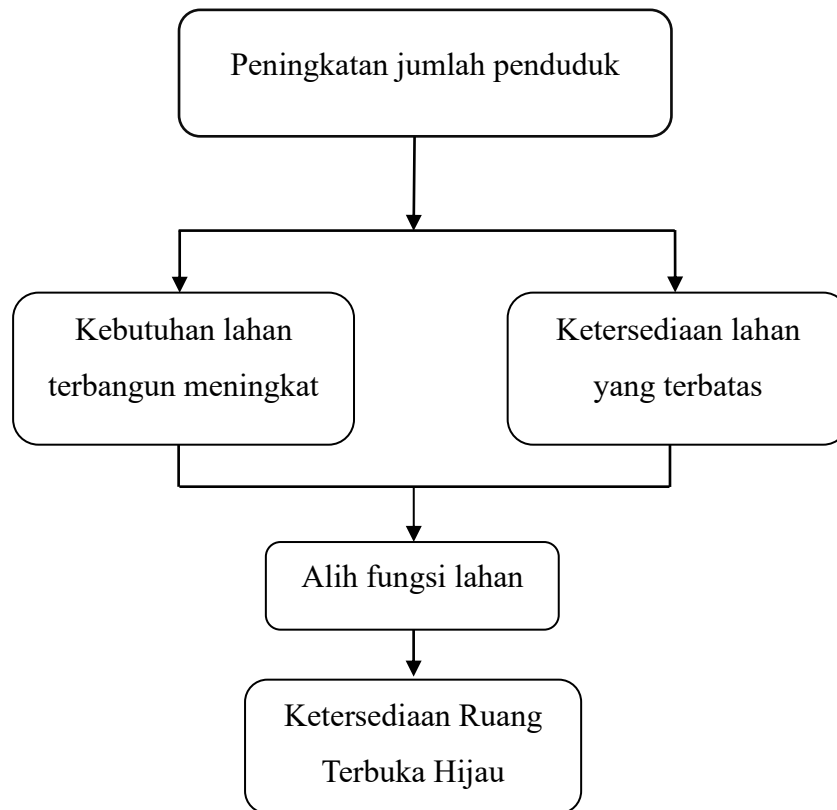 Peningkatan jumlah penduduk
Kebutuhan lahan
terbangun meningkat
Ketersediaan lahan
yang terbatas
Alih fungsi lahan
Ketersediaan Ruang
Terbuka Hijau